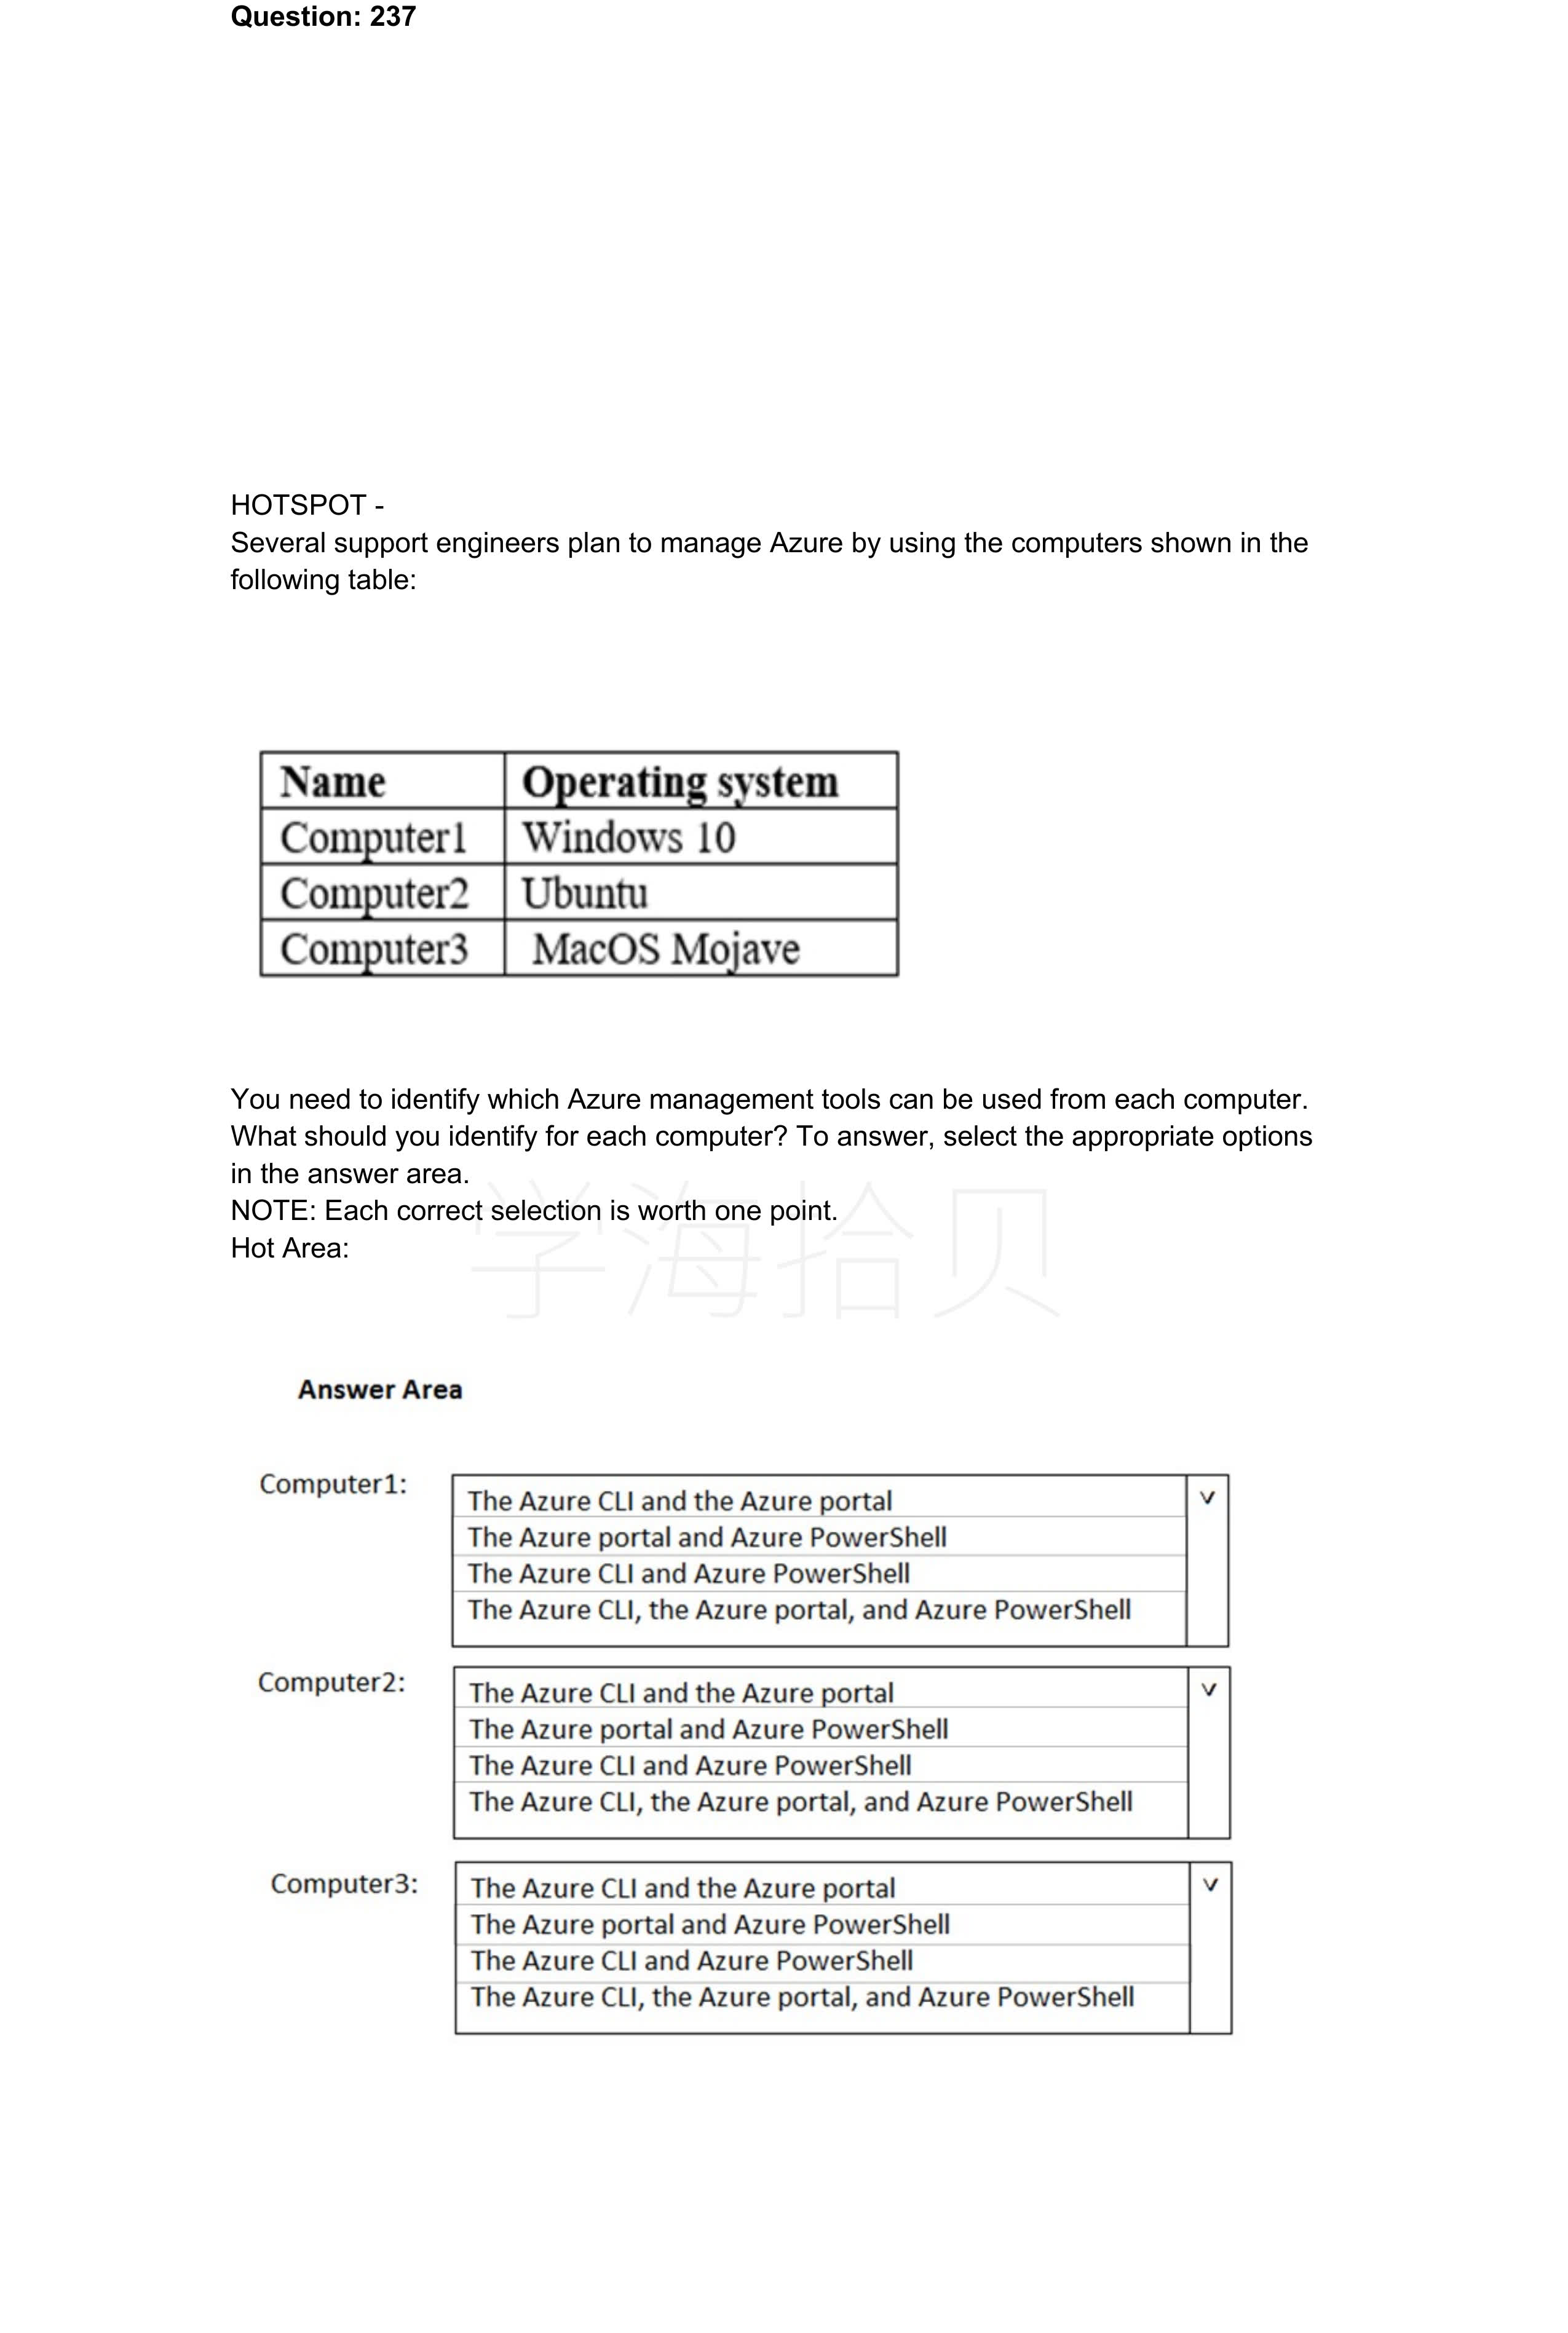 Question: 237
HOTSPOT -
Several support engineers plan to manage Azure by using the computers shown in the
following table:
Name Operating system
Computer1 Windows 10
Computer2 Ubuntu
Computer3 MacOS Mojave
You need to identify which Azure management tools can be used from each computer.
What should you identify for each computer? To answer, select the appropriate options
in the answer area.
NOTE: Each correct selection is worth one point.
Hot Area:
学海拾贝
Answer Area
Computer1:
The Azure CLI and the Azure portal
The Azure portal and Azure PowerShell
The Azure CLI and Azure PowerShell
The Azure CLI, the Azure portal, and Azure PowerShell
Computer2:
The Azure CLI and the Azure portal
The Azure portal and Azure PowerShell
The Azure CLI and Azure PowerShell
The Azure CLI, the Azure portal, and Azure PowerShell
Computer3:
The Azure CLI and the Azure portal
The Azure portal and Azure PowerShell
The Azure CLI and Azure PowerShell
The Azure CLI, the Azure portal, and Azure PowerShell